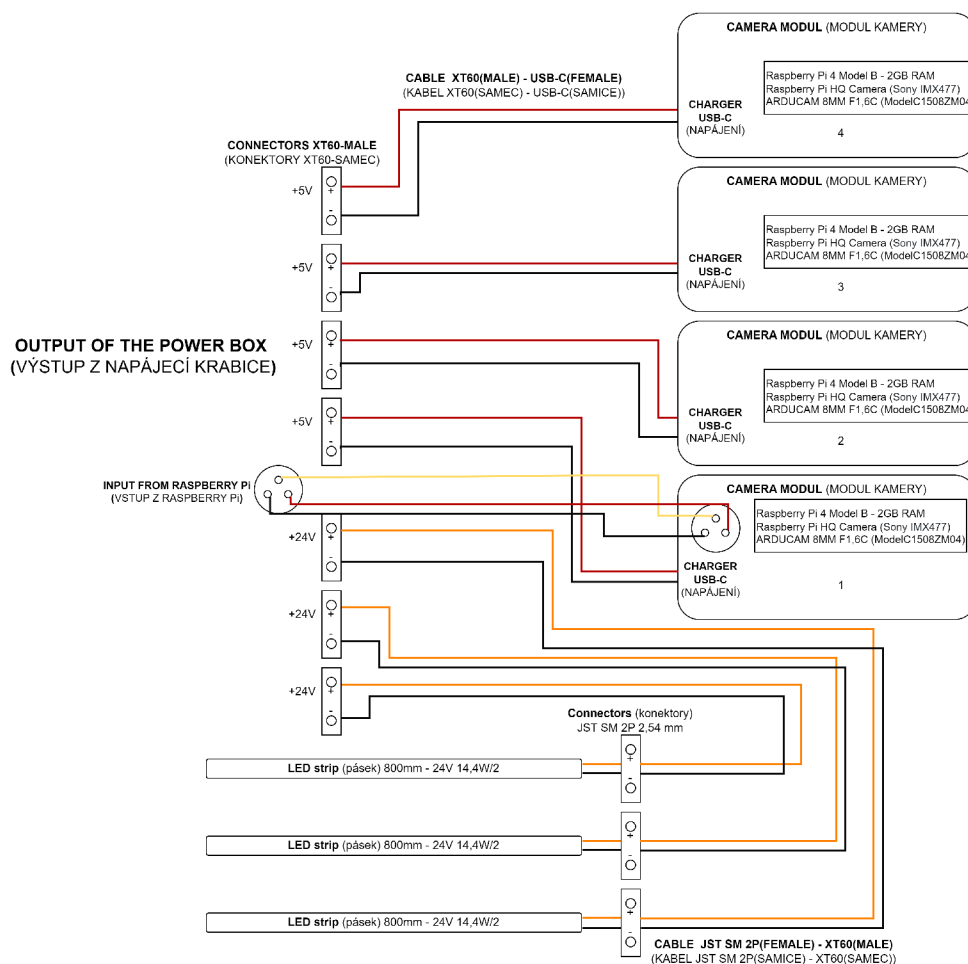 CAMERA MODUL (MODUL KAMERY)
Raspberry Pi 4 Model B - 2GB RAM
Raspberry Pi HQ Camera (Sony IMX477)
ARDUCAM 8MM F1,6C (ModelC1508ZM04
CABLE XT60(MALE) - USB-C(FEMALE)
(KABEL XT60(SAMEC) - USB-C(SAMICE))
CHARGER
USB-C
(NAPÁJENÍ)
4
CONNECTORS XT60-MALE
(KONEKTORY XT60-SAMEC)
+5V
+
-
CAMERA MODUL (MODUL KAMERY)
Raspberry Pi 4 Model B - 2GB RAM
Raspberry Pi HQ Camera (Sony IMX477)
ARDUCAM 8MM F1,6C (ModelC1508ZM04
CHARGER
USB-C
(NAPÁJENÍ)
3
+5V
+
-
OUTPUT OF THE POWER BOX
(VÝSTUP Z NAPÁJECÍ KRABICE)
+5V
+
-
CAMERA MODUL (MODUL KAMERY)
Raspberry Pi 4 Model B - 2GB RAM
Raspberry Pi HQ Camera (Sony IMX477)
ARDUCAM 8MM F1,6C (ModelC1508ZM04
CHARGER
USB-C
(NAPÁJENÍ)
2
+5V
+
-
INPUT FROM RASPBERRY Pi
(VSTUP Z RASPBERRY Pi)
CAMERA MODUL (MODUL KAMERY)
Raspberry Pi 4 Model B - 2GB RAM
Raspberry Pi HQ Camera (Sony IMX477)
ARDUCAM 8MM F1,6C (ModelC1508ZM04)
CHARGER
USB-C
(NAPÁJENÍ)
1
+24V
+
-
+24V
+
-
+24V
+
-
Connectors (konektory)
JST SM 2P 2,54 mm
LED strip (pásek) 800mm - 24V 14,4W/2
+
-
LED strip (pásek) 800mm - 24V 14,4W/2
+
-
LED strip (pásek) 800mm - 24V 14,4W/2
+
-
CABLE JST SM 2P(FEMALE) - XT60(MALE)
(KABEL JST SM 2P(SAMICE) - XT60(SAMEC))